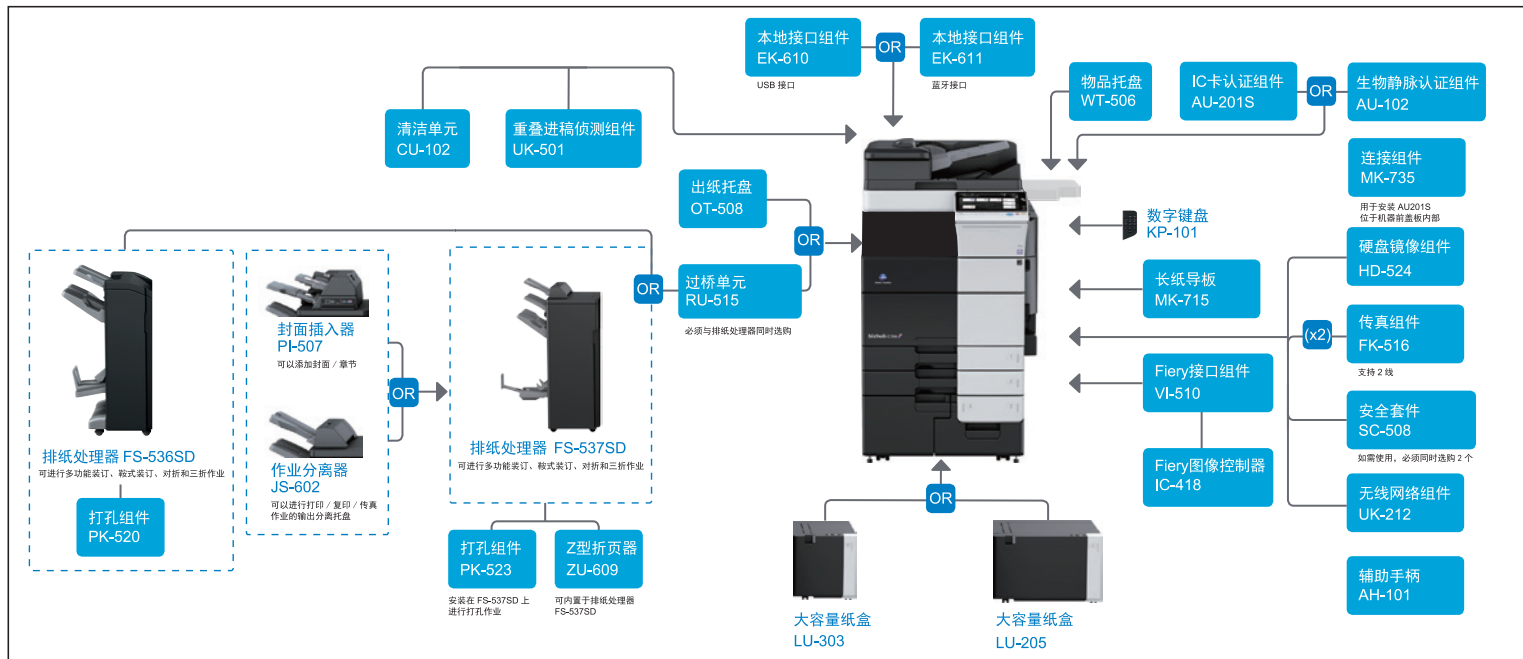 本地接口组件
EK-610
USB 接口
OR
本地接口组件
EK-611
蓝牙接口
物品托盘
WT-506
IC卡认证组件
AU-201S
OR
生物静脉认证组件
AU-102
清洁单元
CU-102
重叠进稿侦测组件
UK-501
连接组件
MK-735
用于安装 AU201S
位于机器前盖板内部
出纸托盘
OT-508
OR
数字键盘
KP-101
过桥单元
RU-515
必须与排纸处理器同时选购
OR
硬盘镜像组件
HD-524
长纸导板
MK-715
(x2)
传真组件
FK-516
支持 2 线
Fiery接口组件
VI-510
安全套件
SC-508
如需使用，必须同时选购 2 个
Fiery图像控制器
IC-418
无线网络组件
UK-212
辅助手柄
AH-101
排纸处理器 FS-536SD
可进行多功能装订、鞍式装订、对折和三折作业
打孔组件
PK-520
封面插入器
PI-507
可以添加封面 / 章节
OR
作业分离器
JS-602
可以进行打印 / 复印 / 传真
作业的输出分离托盘
排纸处理器 FS-537SD
可进行多功能装订、鞍式装订、对折和三折作业
打孔组件
PK-523
安装在 FS-537SD 上
进行打孔作业
Z型折页器
ZU-609
可内置于排纸处理器
FS-537SD
OR
大容量纸盒
LU-303
大容量纸盒
LU-205